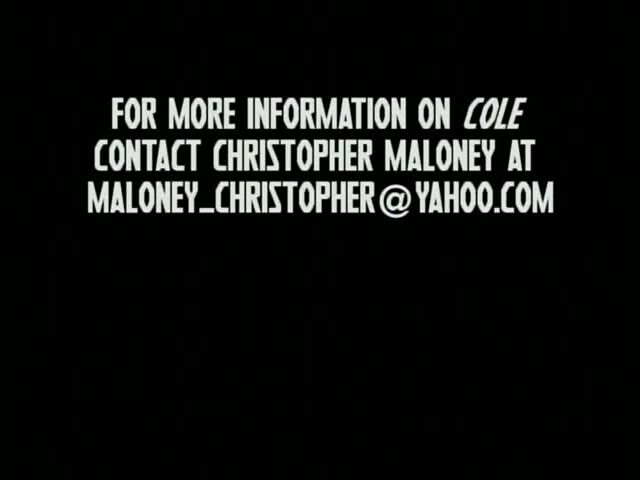 FOR MORE INFORMATION ON COLE
CONTACT CHRISTOPHER MALONEY AT
MALONEY_CHRISTOPHER@YAHOO.COM